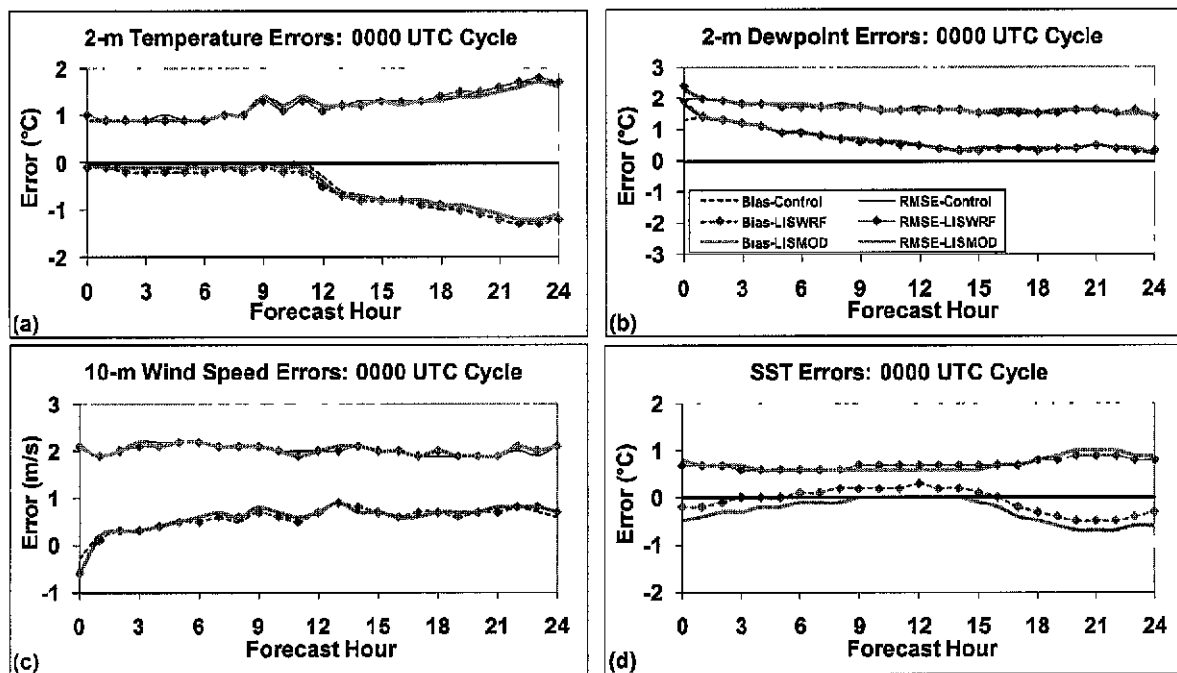 2-m Temperature Errors: 0000 UTC Cycle
2
1
0
-1
-2
Error (°C)
0 3 6 9 12 15 18 21 24
Forecast Hour
(a)
2-m Dewpoint Errors: 0000 UTC Cycle
3
2
1
0
-1
-2
-3
Error (°C)
Bias-Control RMSE-Control
Bias-LISWRF RMSE-LISWRF
Bias-LISMOD RMSE-LISMOD
0 3 6 9 12 15 18 21 24
Forecast Hour
(b)
10-m Wind Speed Errors: 0000 UTC Cycle
3
2
1
0
-1
Error (m/s)
0 3 6 9 12 15 18 21 24
Forecast Hour
(c)
SST Errors: 0000 UTC Cycle
2
1
0
-1
-2
Error (°C)
0 3 6 9 12 15 18 21 24
Forecast Hour
(d)